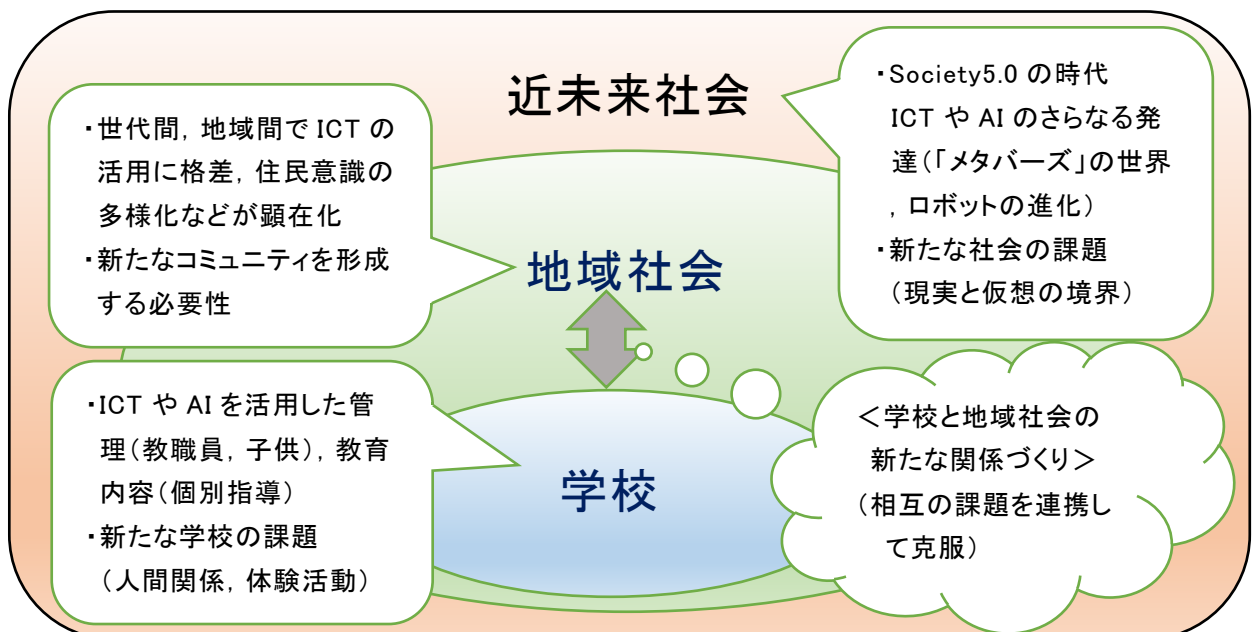 近未来社会
・Society5.0 の時代
ICT や AI のさらなる発
達(「メタバーズ」の世界
, ロボットの進化)
・新たな社会の課題
(現実と仮想の境界)
・世代間, 地域間で ICT の
活用に格差, 住民意識の
多様化などが顕在化
・新たなコミュニティを形成
する必要性
地域社会
・ICT や AI を活用した管
理(教職員, 子供), 教育
内容(個別指導)
・新たな学校の課題
(人間関係, 体験活動)
学校
<学校と地域社会の
新たな関係づくり>
(相互の課題を連携し
て克服)